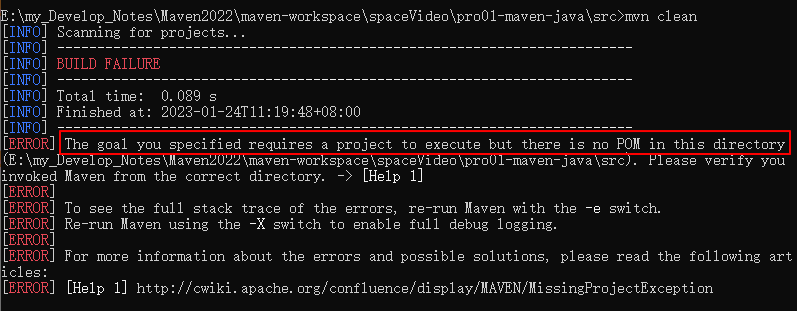 E:\my_Develop_Notes\Maven2022\maven-workspace\spaceVideo\pro01-maven-java\src>mvn clean
[INFO] Scanning for projects...
[INFO] ------------------------------------------------------------------------
[INFO] BUILD FAILURE
[INFO] ------------------------------------------------------------------------
[INFO] Total time:  0.089 s
[INFO] Finished at: 2023-01-24T11:19:48+08:00
[INFO] ------------------------------------------------------------------------
[ERROR] The goal you specified requires a project to execute but there is no POM in this directory
(E:\my_Develop_Notes\Maven2022\maven-workspace\spaceVideo\pro01-maven-java\src). Please verify you
invoked Maven from the correct directory. -> [Help 1]
[ERROR]
[ERROR] To see the full stack trace of the errors, re-run Maven with the -e switch.
[ERROR] Re-run Maven using the -X switch to enable full debug logging.
[ERROR]
[ERROR] For more information about the errors and possible solutions, please read the following art
icles:
[ERROR] [Help 1] http://cwiki.apache.org/confluence/display/MAVEN/MissingProjectException